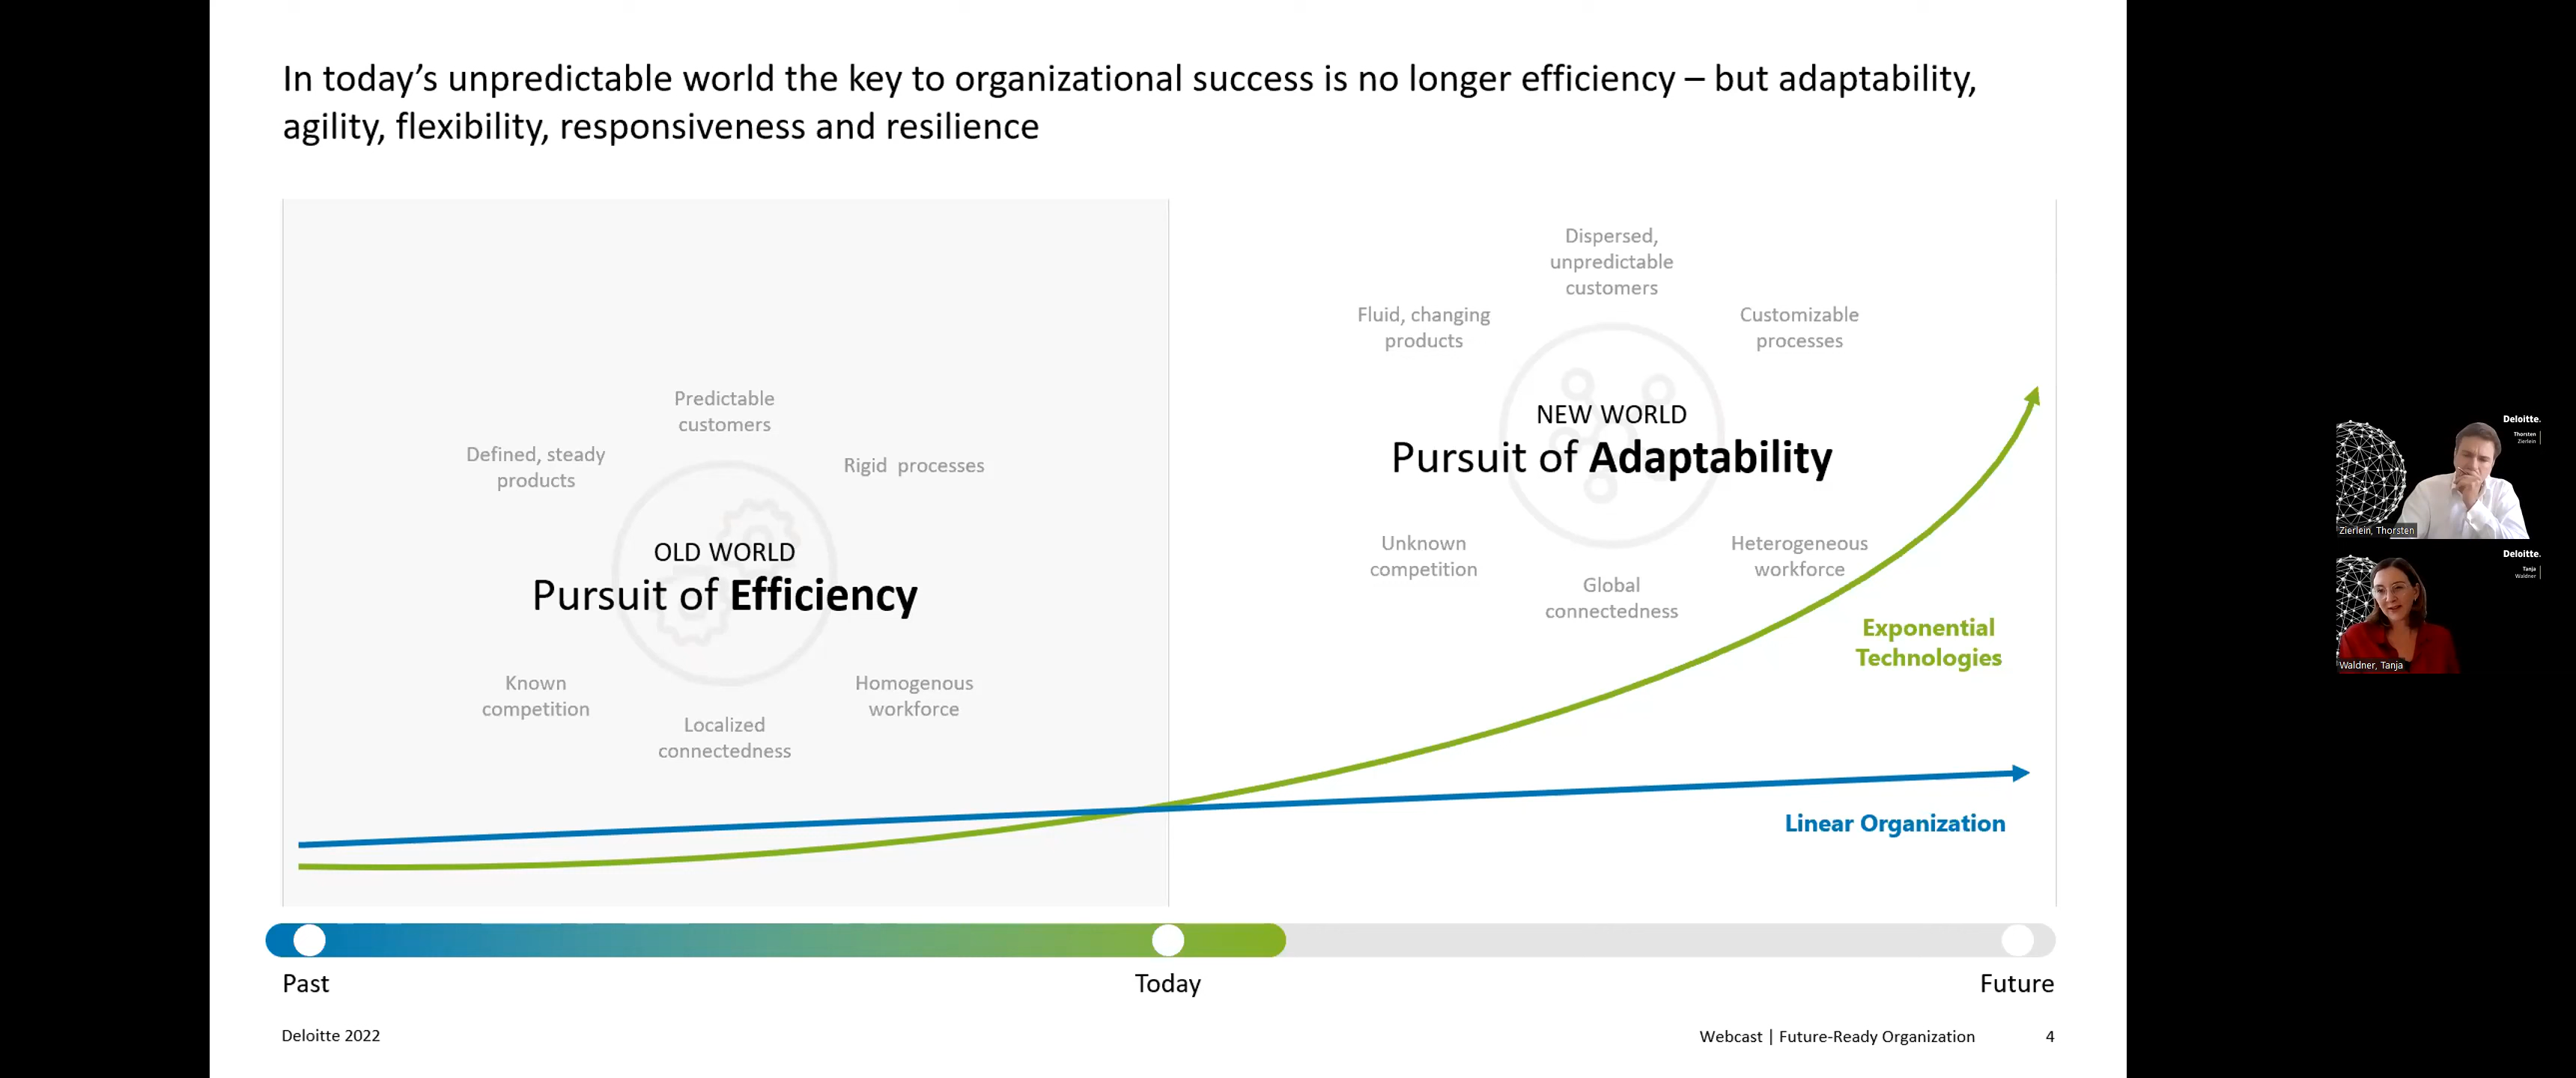 In today’s unpredictable world the key to organizational success is no longer efficiency – but adaptability,
agility, flexibility, responsiveness and resilience
Predictable
customers
Defined, steady
products
Rigid processes
OLD WORLD
Pursuit of Efficiency
Known
competition
Localized
connectedness
Homogenous
workforce
Dispersed,
unpredictable
customers
Fluid, changing
products
Customizable
processes
NEW WORLD
Pursuit of Adaptability
Unknown
competition
Global
connectedness
Heterogeneous
workforce
Exponential
Technologies
Linear Organization
Past
Today
Future
Deloitte 2022
Webcast | Future-Ready Organization
4
Deloitte.
Thorsten
Zierlein
Zierlein, Thorsten
Deloitte.
Tanja
Waldner
Waldner, Tanja